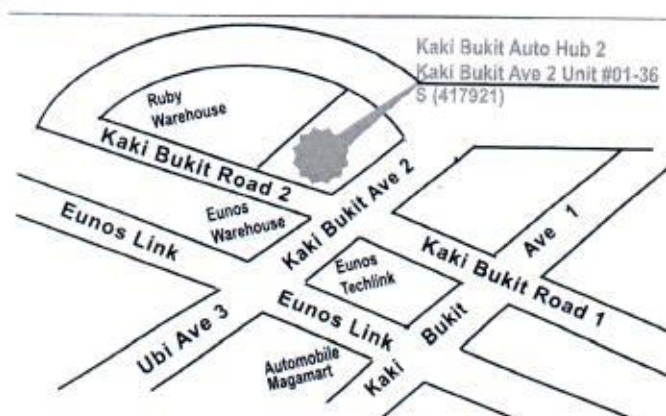 Kaki Bukit Auto Hub 2
Kaki Bukit Ave 2 Unit #01-36
S (417921)
Ruby
Warehouse
Kaki Bukit Road 2
Eunos
Warehouse
Kaki Bukit Ave 2
Eunos Link
Ave 1
Eunos
Techlink
Kaki Bukit Road 1
Ubi Ave 3
Eunos Link
Kaki Bukit
Automobile
Magamart